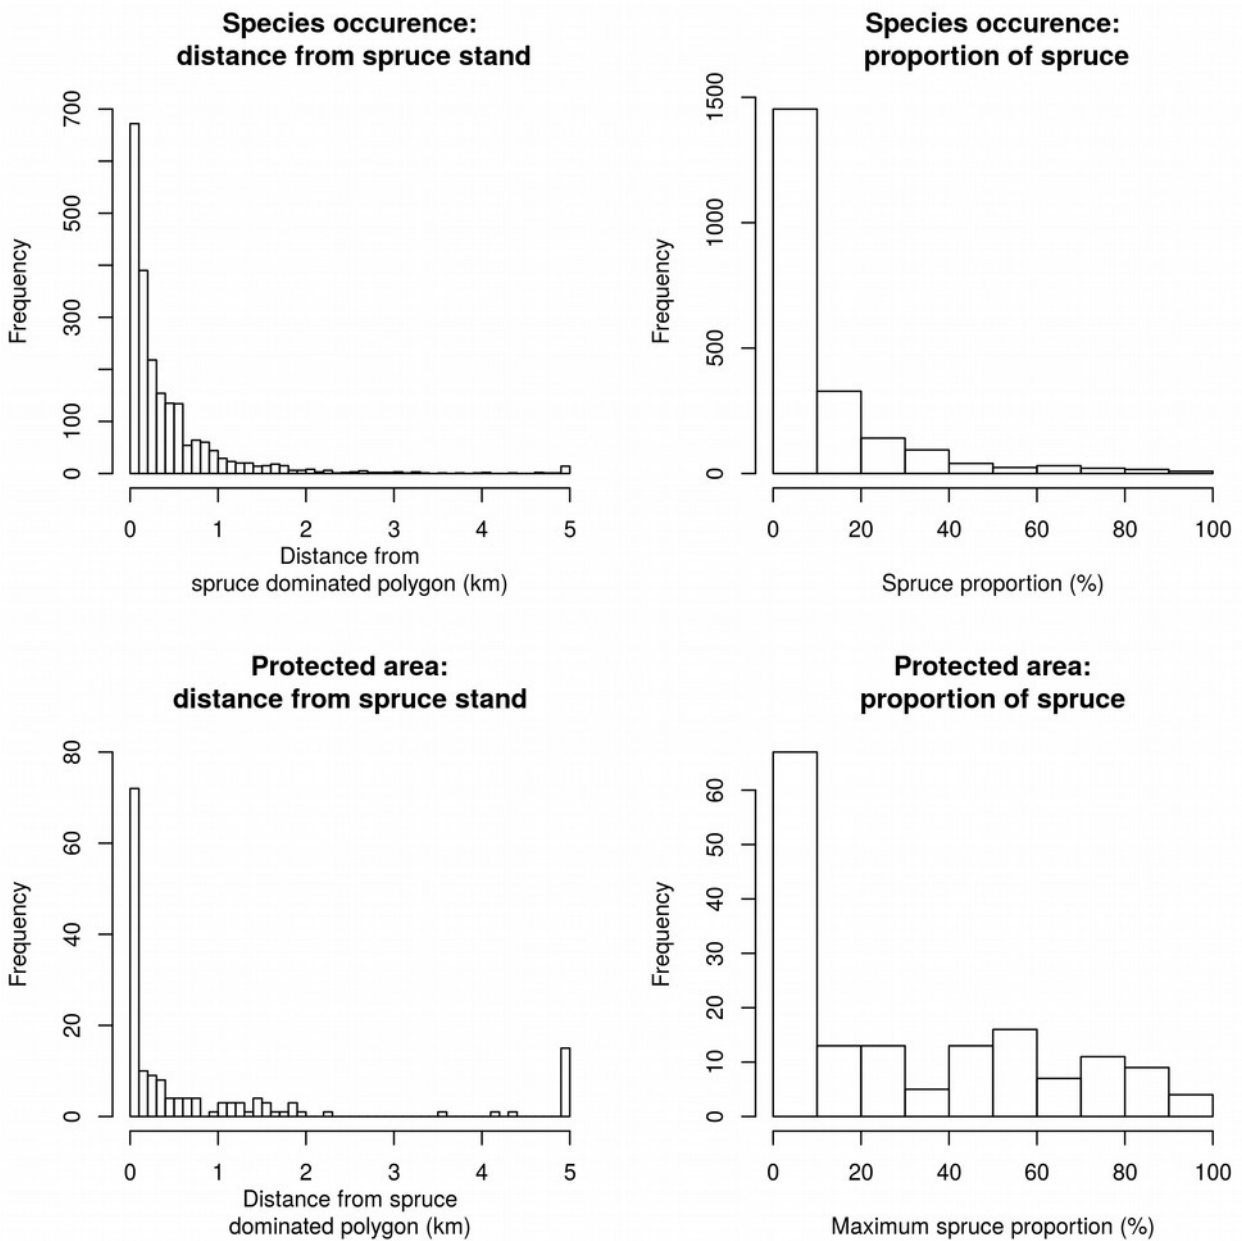 Species occurence:
distance from spruce stand
Frequency
0
100
300
500
700
0 1 2 3 4 5
Distance from
spruce dominated polygon (km)
Species occurence:
proportion of spruce
Frequency
0
500
1000
1500
0 20 40 60 80 100
Spruce proportion (%)
Protected area:
distance from spruce stand
Frequency
0
20
40
60
80
0 1 2 3 4 5
Distance from spruce
dominated polygon (km)
Protected area:
proportion of spruce
Frequency
0
10
20
30
40
50
60
0 20 40 60 80 100
Maximum spruce proportion (%)